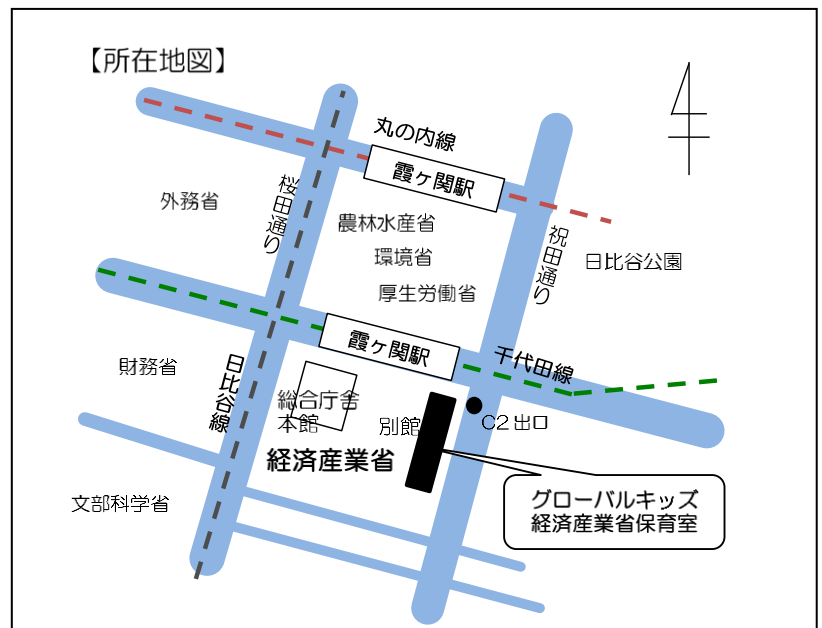 【所在地図】
丸の内線
霞ヶ関駅
桜田通り
外務省
農林水産省
環境省
厚生労働省
祝田通り
日比谷公園
霞ヶ関駅
千代田線
財務省
日比谷線
総合庁舎
本館
別館
C2出口
経済産業省
文部科学省
グローバルキッズ
経済産業省保育室